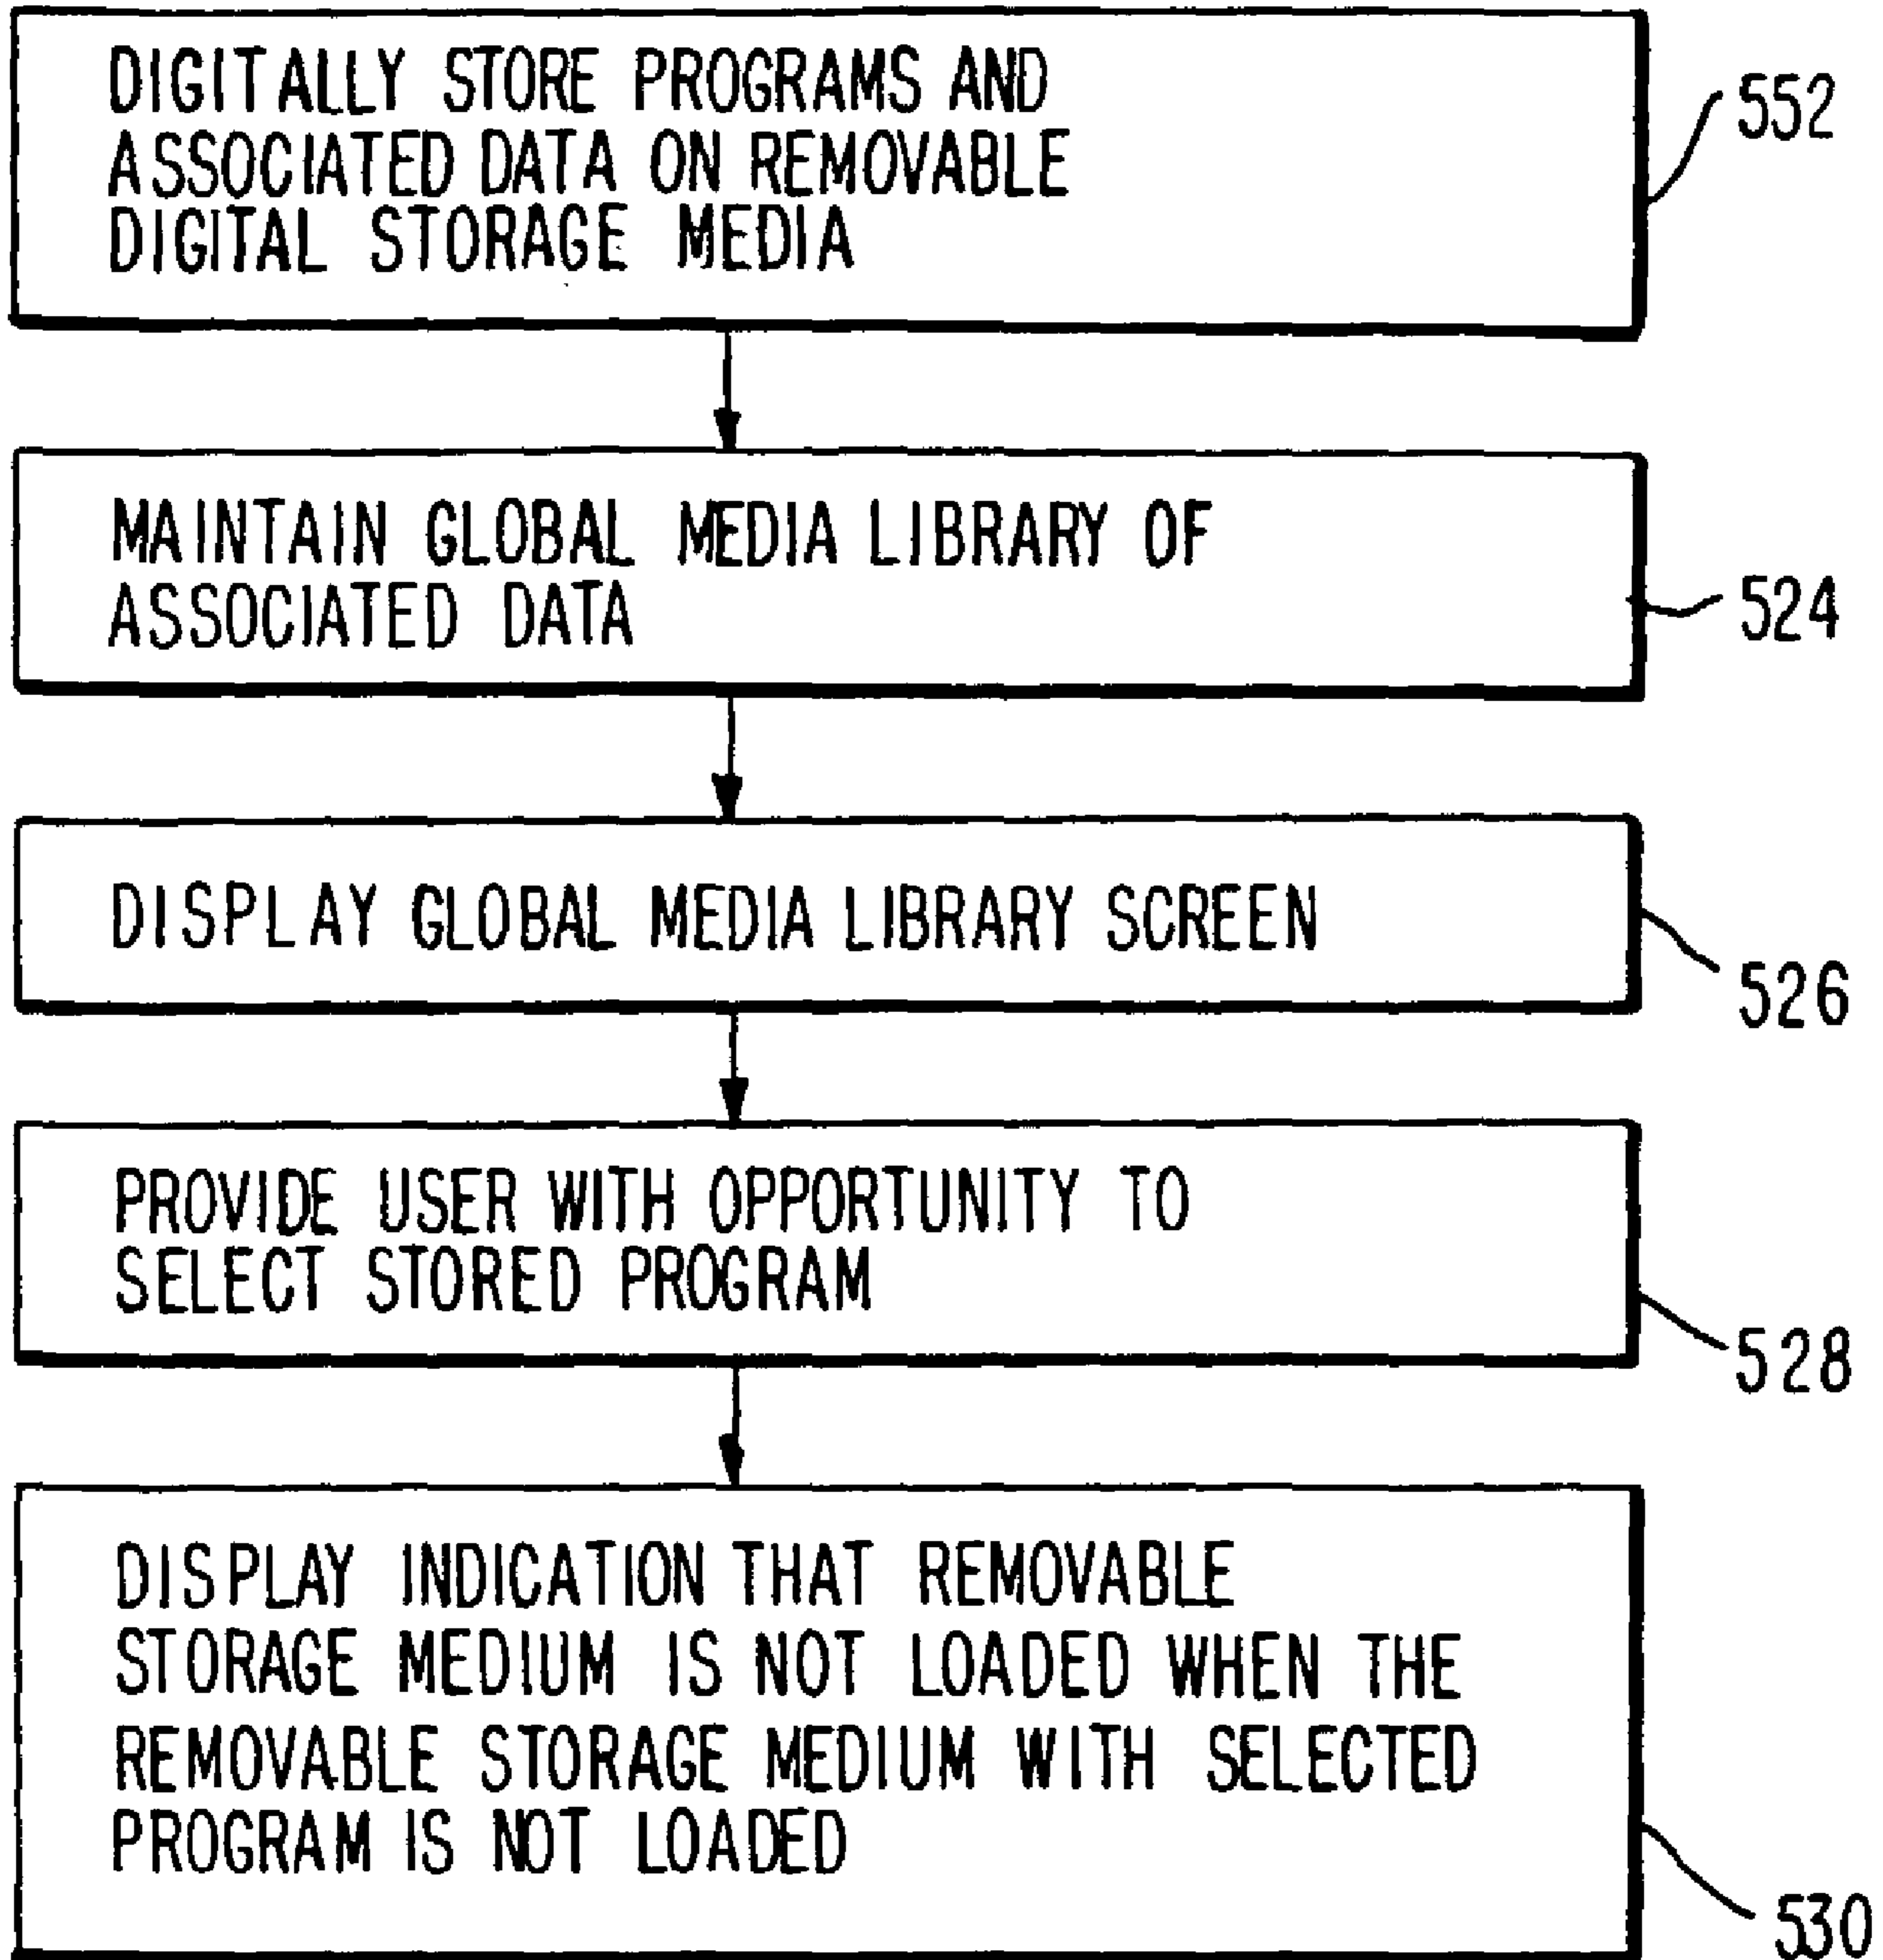 DIGITALLY STORE PROGRAMS AND
ASSOCIATED DATA ON REMOVABLE
DIGITAL STORAGE MEDIA
552
MAINTAIN GLOBAL MEDIA LIBRARY OF
ASSOCIATED DATA
524
DISPLAY GLOBAL MEDIA LIBRARY SCREEN
526
PROVIDE USER WITH OPPORTUNITY TO
SELECT STORED PROGRAM
528
DISPLAY INDICATION THAT REMOVABLE
STORAGE MEDIUM IS NOT LOADED WHEN THE
REMOVABLE STORAGE MEDIUM WITH SELECTED
PROGRAM IS NOT LOADED
530